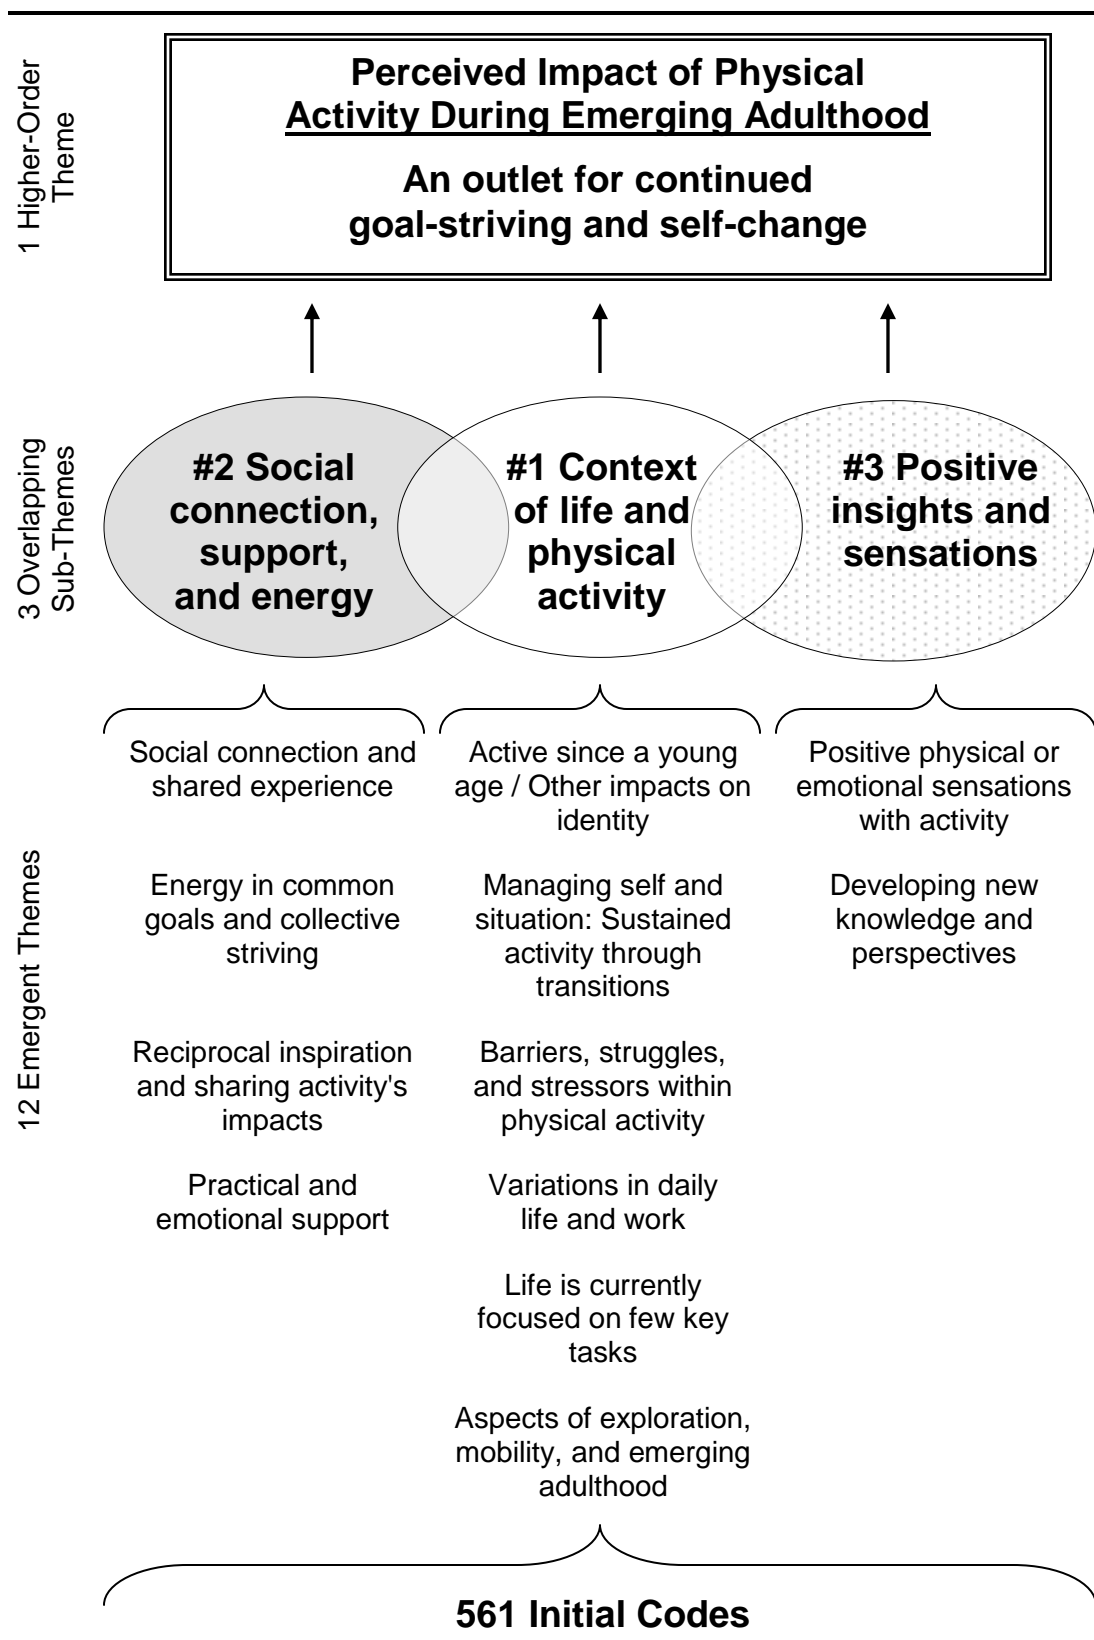 1 Higher-Order
Theme
Perceived Impact of Physical
Activity During Emerging Adulthood
An outlet for continued
goal-striving and self-change
3 Overlapping
Sub-Themes
#2 Social
connection,
support,
and energy
#1 Context
of life and
physical
activity
#3 Positive
insights and
sensations
12 Emergent Themes
Social connection and
shared experience
Energy in common
goals and collective
striving
Reciprocal inspiration
and sharing activity's
impacts
Practical and
emotional support
Active since a young
age / Other impacts on
identity
Managing self and
situation: Sustained
activity through
transitions
Barriers, struggles,
and stressors within
physical activity
Variations in daily
life and work
Life is currently
focused on few key
tasks
Aspects of exploration,
mobility, and emerging
adulthood
Positive physical or
emotional sensations
with activity
Developing new
knowledge and
perspectives
561 Initial Codes